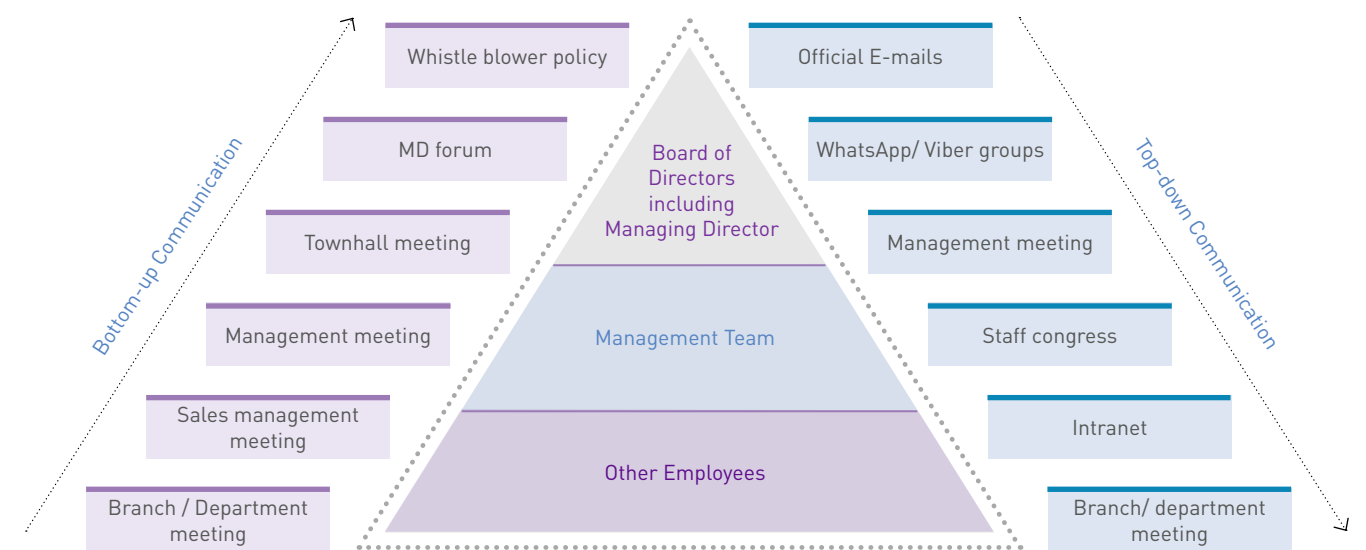 Bottom-up Communication
Whistle blower policy
MD forum
Townhall meeting
Management meeting
Sales management
meeting
Branch / Department
meeting
Board of
Directors
including
Managing Director
Management Team
Other Employees
Official E-mails
WhatsApp/ Viber groups
Management meeting
Staff congress
Intranet
Branch/ department
meeting
Top-down Communication